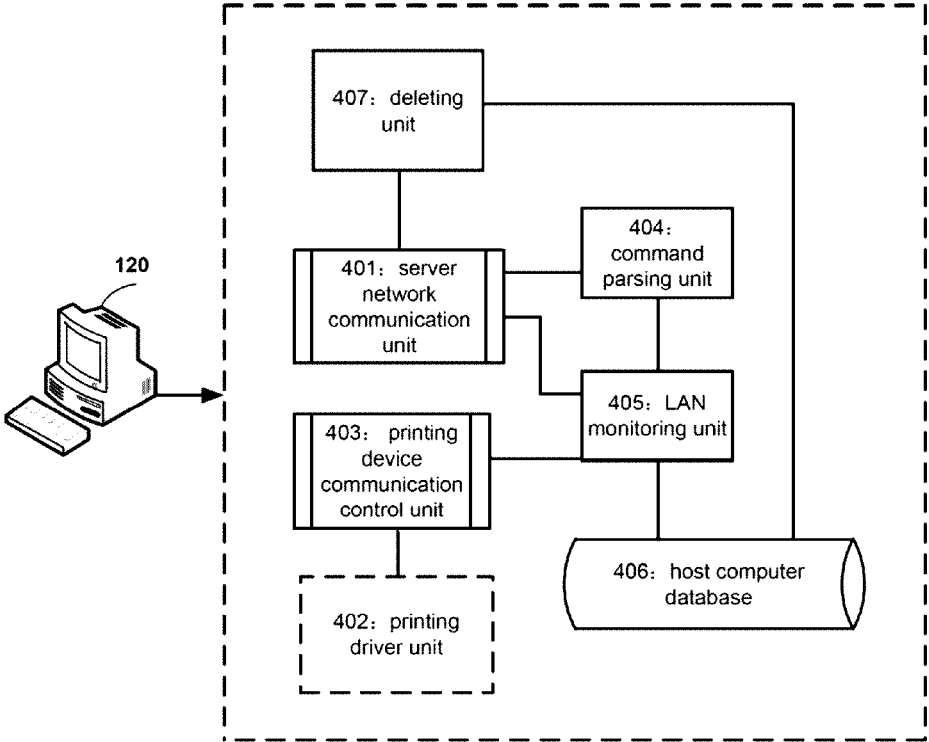 407：deleting
unit
404：
command
parsing unit
120
401：server
network
communication
unit
405：LAN
monitoring unit
403：printing
device
communication
control unit
406：host computer
database
402：printing
driver unit